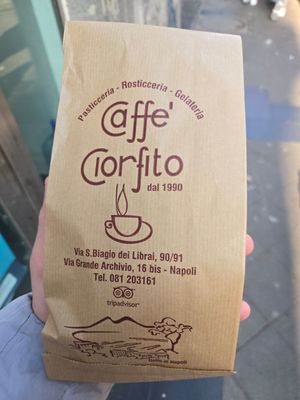 Pasticceria - Rosticceria - Gelateria
Caffe'
Ciorfito
dal 1990
Via S.Biagio dei Librai, 90/91
Via Grande Archivio, 16 bis - Napoli
Tel. 081 203161
tripadvisor
Napoli